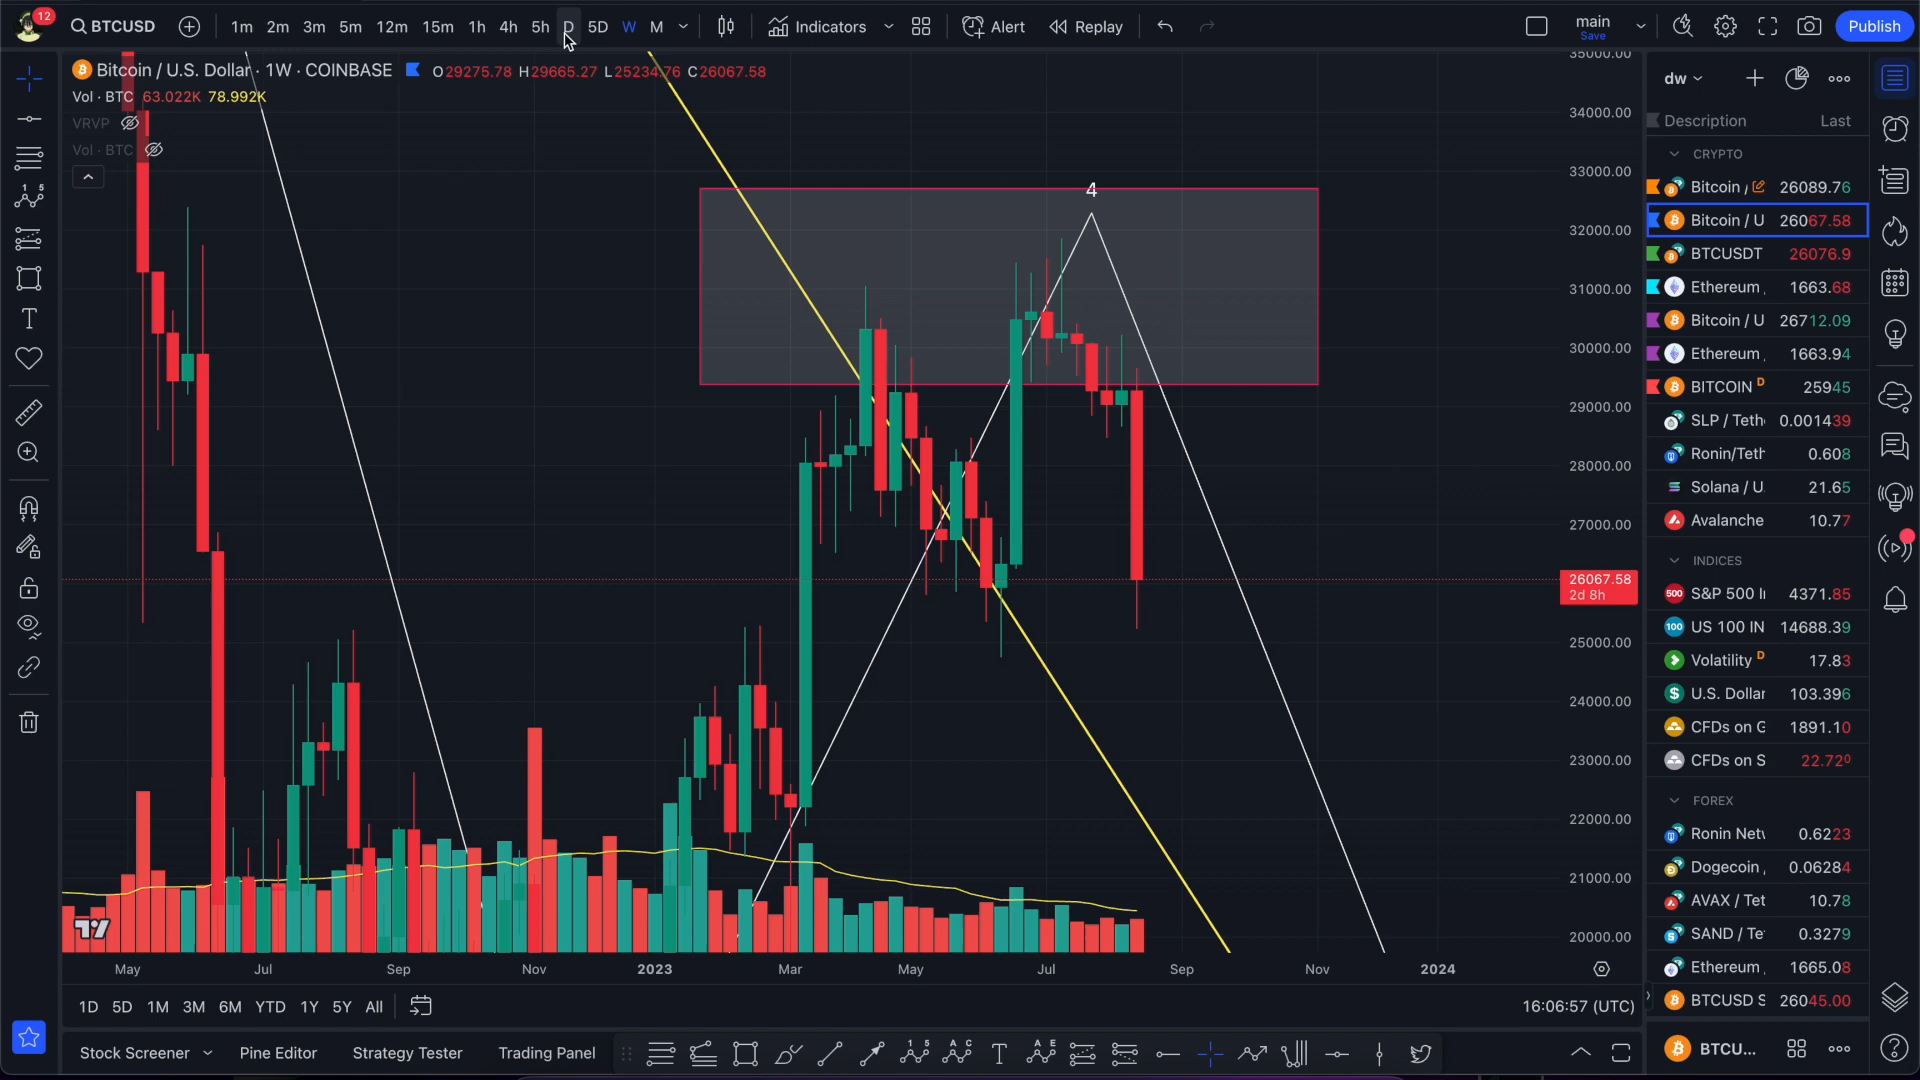 12
BTCUSD
1m 2m 3m 5m 12m 15m 1h 4h 5h D 5D W M
Indicators
Alert
Replay
main
Save
Publish
Bitcoin / U.S. Dollar · 1W · COINBASE O29275.78 H29665.27 L25234.76 C26067.58
Vol · BTC 63.022K 78.992K
VRVP
Vol · BTC
4
35000.00
34000.00
33000.00
32000.00
31000.00
30000.00
29000.00
28000.00
27000.00
26067.58
2d 8h
25000.00
24000.00
23000.00
22000.00
21000.00
20000.00
May Jul Sep Nov 2023 Mar May Jul Sep Nov 2024
1D 5D 1M 3M 6M YTD 1Y 5Y All
16:06:57 (UTC)
Stock Screener Pine Editor Strategy Tester Trading Panel
dw
Description Last
CRYPTO
Bitcoin / 26089.76
Bitcoin / U 26067.58
BTCUSDT 26076.9
Ethereum 1663.68
Bitcoin / U 26712.09
Ethereum 1663.94
BITCOIN D 25945
SLP / Teth 0.001439
Ronin/Teth 0.608
Solana / U 21.65
Avalanche 10.77
INDICES
500 S&P 500 I 4371.85
100 US 100 IN 14688.39
Volatility D 17.83
U.S. Dollar 103.396
CFDs on G 1891.10
CFDs on S 22.720
FOREX
Ronin Net 0.6223
Dogecoin 0.06284
AVAX / Tet 10.78
SAND / Te 0.3279
Ethereum 1665.08
BTCUSD S 26045.00
BTCU...